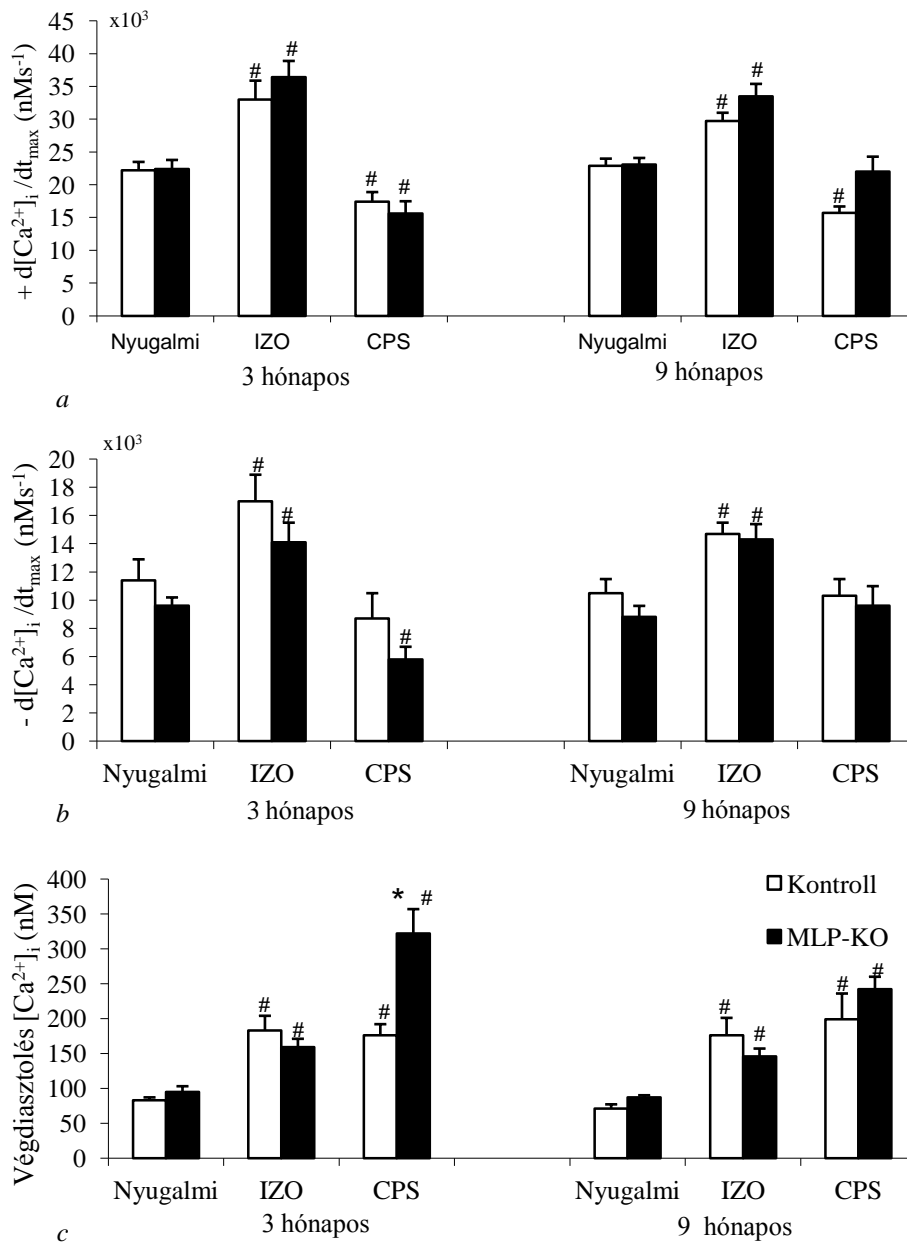 x10³
+ d[Ca²⁺]ᵢ /dtₘₐₓ (nMs⁻¹)
45
40
35
30
25
20
15
10
5
0
# # # # # # #
Nyugalmi IZO CPS Nyugalmi IZO CPS
3 hónapos 9 hónapos
a
x10³
- d[Ca²⁺]ᵢ /dtₘₐₓ (nMs⁻¹)
20
18
16
14
12
10
8
6
4
2
0
# # # # #
Nyugalmi IZO CPS Nyugalmi IZO CPS
3 hónapos 9 hónapos
b
Végdiasztolés [Ca²⁺]ᵢ (nM)
400
350
300
250
200
150
100
50
0
# # # * # # # # #
Kontroll
MLP-KO
Nyugalmi IZO CPS Nyugalmi IZO CPS
3 hónapos 9 hónapos
c